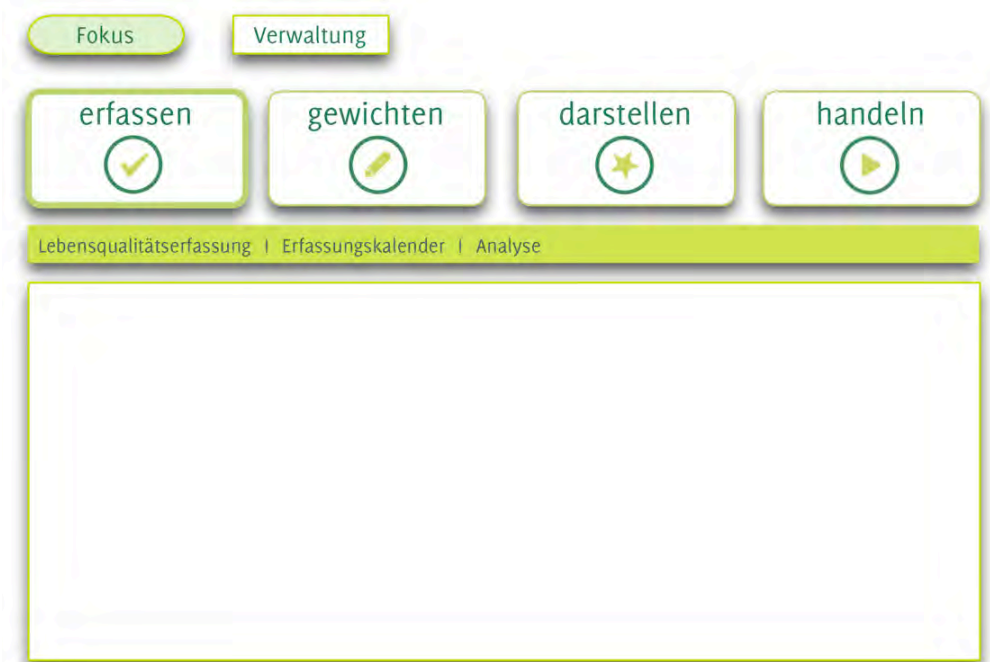 Fokus Verwaltung
erfassen gewichten darstellen handeln
Lebensqualitätserfassung I Erfassungskalender I Analyse